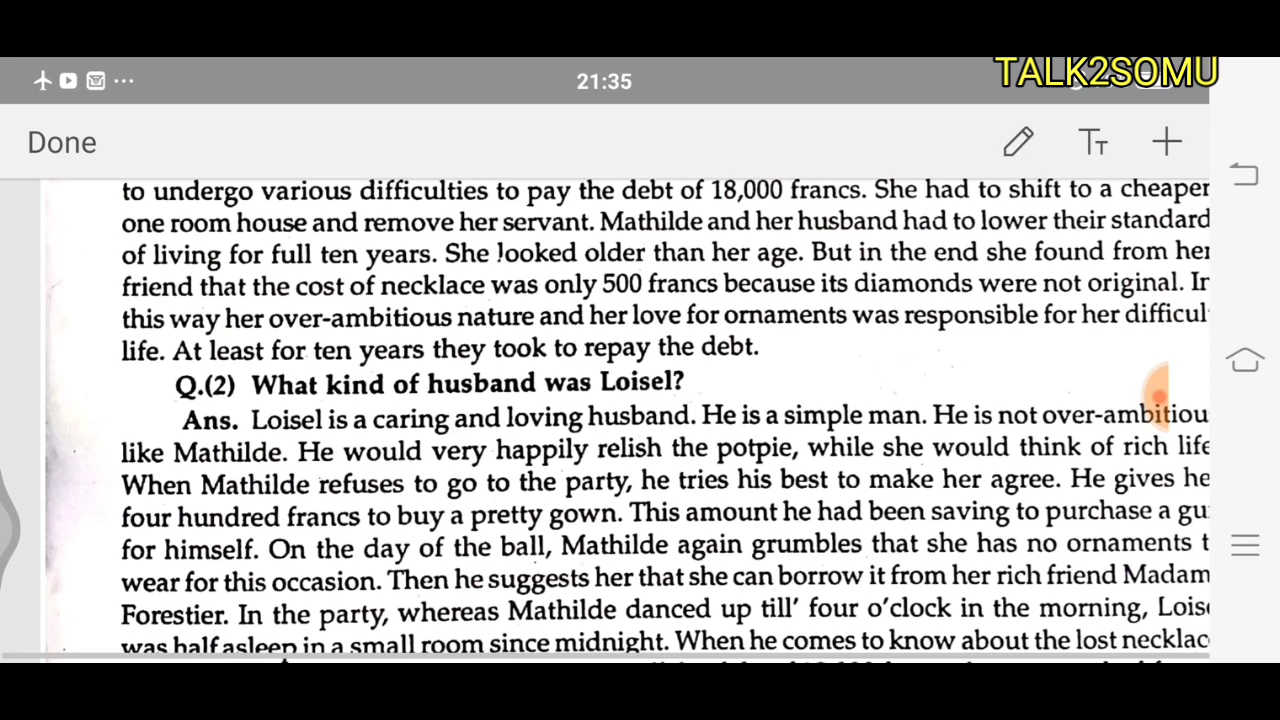 TALK2SOMU
21:35
Done
to undergo various difficulties to pay the debt of 18,000 francs. She had to shift to a cheaper
one room house and remove her servant. Mathilde and her husband had to lower their standard
of living for full ten years. She looked older than her age. But in the end she found from her
friend that the cost of necklace was only 500 francs because its diamonds were not original. In
this way her over-ambitious nature and her love for ornaments was responsible for her difficul
life. At least for ten years they took to repay the debt.
Q.(2) What kind of husband was Loisel?
Ans. Loisel is a caring and loving husband. He is a simple man. He is not over-ambitiou
like Mathilde. He would very happily relish the potpie, while she would think of rich life
When Mathilde refuses to go to the party, he tries his best to make her agree. He gives he
four hundred francs to buy a pretty gown. This amount he had been saving to purchase a gu
for himself. On the day of the ball, Mathilde again grumbles that she has no ornaments t
wear for this occasion. Then he suggests her that she can borrow it from her rich friend Madam
Forestier. In the party, whereas Mathilde danced up till' four o'clock in the morning, Loise
was half asleep in a small room since midnight. When he comes to know about the lost necklac